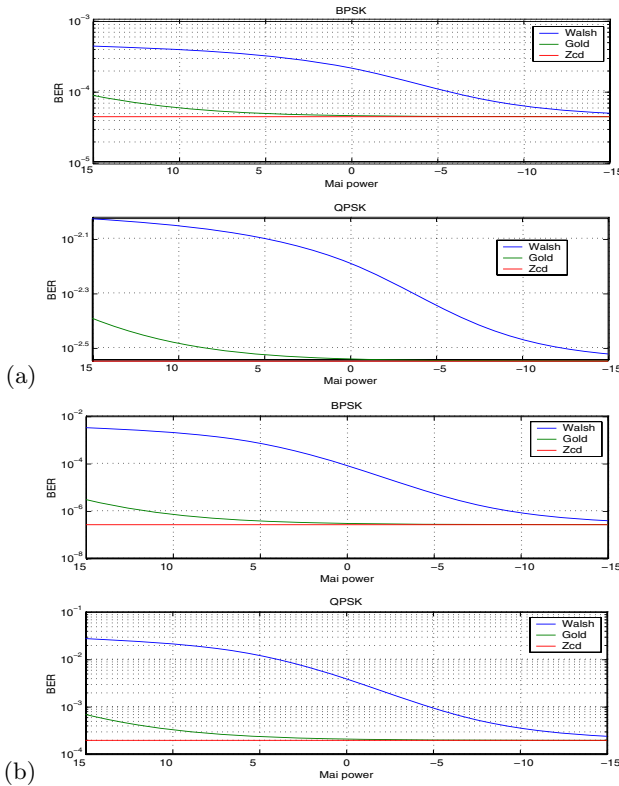 BPSK
10^-3
10^-4
10^-5
BER
Walsh
Gold
Zcd
15 10 5 0 −5 −10 −15
Mai power
QPSK
10^-2.1
10^-2.3
10^-2.5
BER
Walsh
Gold
Zcd
15 10 5 0 −5 −10 −15
Mai power
(a)
BPSK
10^-2
10^-4
10^-6
10^-8
BER
Walsh
Gold
Zcd
15 10 5 0 −5 −10 −15
Mai power
QPSK
10^-1
10^-2
10^-3
10^-4
BER
Walsh
Gold
Zcd
15 10 5 0 −5 −10 −15
Mai power
(b)